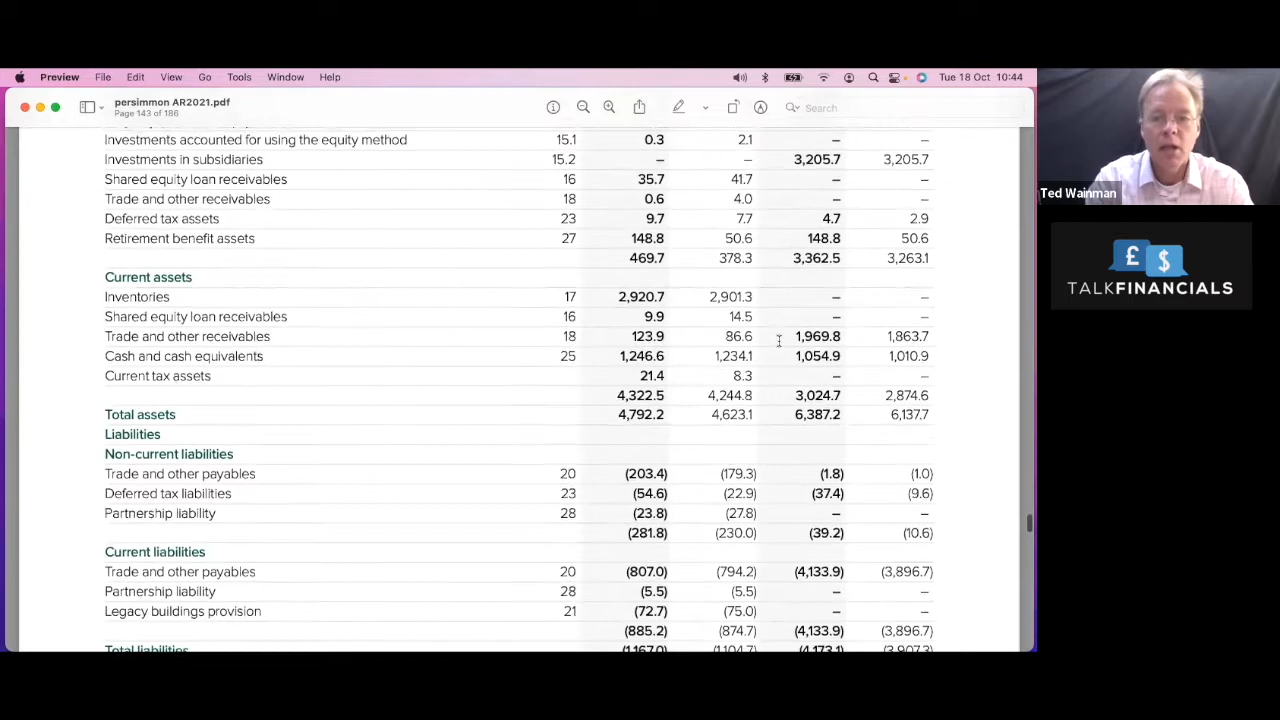 Preview File Edit View Go Tools Window Help Tue 18 Oct 10:44
persimmon AR2021.pdf
Page 143 of 186
Search
Investments accounted for using the equity method 15.1 0.3 2.1 – –
Investments in subsidiaries 15.2 – – 3,205.7 3,205.7
Shared equity loan receivables 16 35.7 41.7 – –
Trade and other receivables 18 0.6 4.0 – –
Deferred tax assets 23 9.7 7.7 4.7 2.9
Retirement benefit assets 27 148.8 50.6 148.8 50.6
469.7 378.3 3,362.5 3,263.1
Current assets
Inventories 17 2,920.7 2,901.3 – –
Shared equity loan receivables 16 9.9 14.5 – –
Trade and other receivables 18 123.9 86.6 1,969.8 1,863.7
Cash and cash equivalents 25 1,246.6 1,234.1 1,054.9 1,010.9
Current tax assets 21.4 8.3 – –
4,322.5 4,244.8 3,024.7 2,874.6
Total assets 4,792.2 4,623.1 6,387.2 6,137.7
Liabilities
Non-current liabilities
Trade and other payables 20 (203.4) (179.3) (1.8) (1.0)
Deferred tax liabilities 23 (54.6) (22.9) (37.4) (9.6)
Partnership liability 28 (23.8) (27.8) – –
(281.8) (230.0) (39.2) (10.6)
Current liabilities
Trade and other payables 20 (807.0) (794.2) (4,133.9) (3,896.7)
Partnership liability 28 (5.5) (5.5) – –
Legacy buildings provision 21 (72.7) (75.0) – –
(885.2) (874.7) (4,133.9) (3,896.7)
Total liabilities (1,167.0) (1,104.7) (4,173.1) (3,907.3)
Ted Wainman
£ $
TALKFINANCIALS